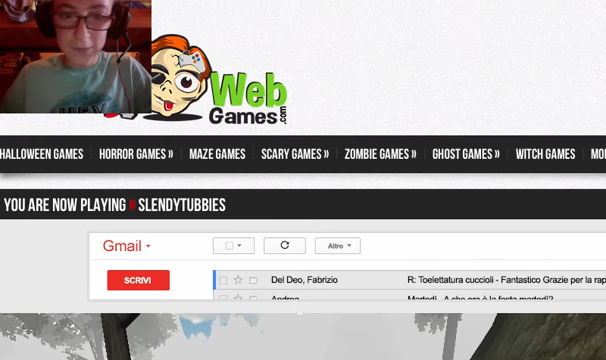 Web
Games.com
HALLOWEEN GAMES HORROR GAMES » MAZE GAMES SCARY GAMES » ZOMBIE GAMES » GHOST GAMES » WITCH GAMES
YOU ARE NOW PLAYING » SLENDYTUBBIES
Gmail
Altro
SCRIVI
Del Deo, Fabrizio R: Toelettatura cuccioli - Fantastico Grazie per la rap
Andrea Martedì - A che ora è la festa martedì?